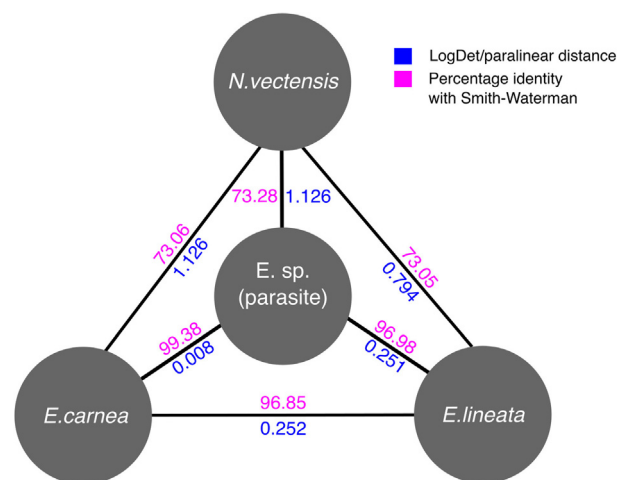 N.vectensis
LogDet/paralinear distance
Percentage identity
with Smith-Waterman
73.28 1.126
73.06
1.126
73.05
0.794
E. sp.
(parasite)
99.38
0.008
96.98
0.251
E.carnea
96.85
0.252
E.lineata